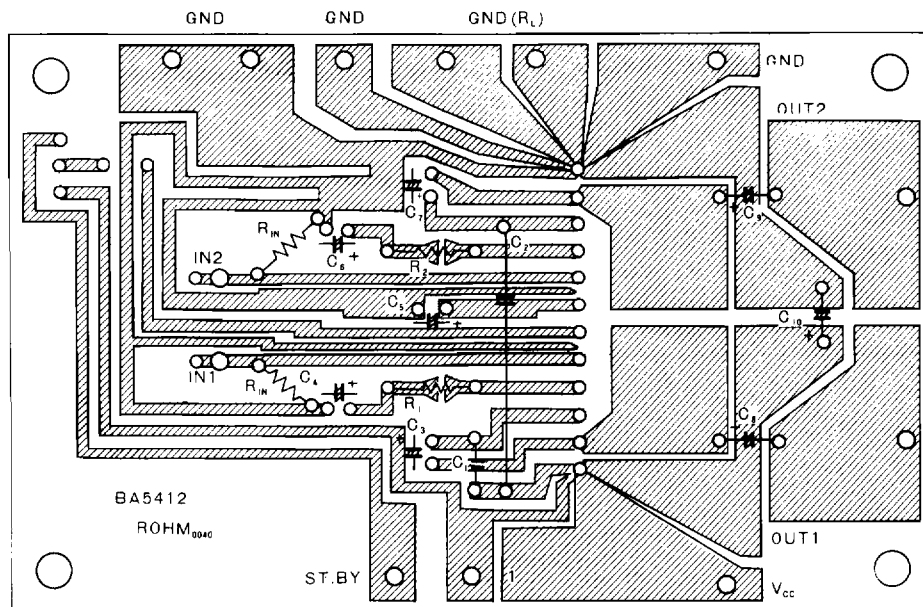 GND GND GND (RL)
GND
OUT2
C7
C9
RIN
C2
C6 +
R2
IN2
C5
+
C10
+
IN1
RIN
C4
+
R1
C3
+
C8
C1
BA5412
ROHM0040
OUT1
ST.BY
1
VCC